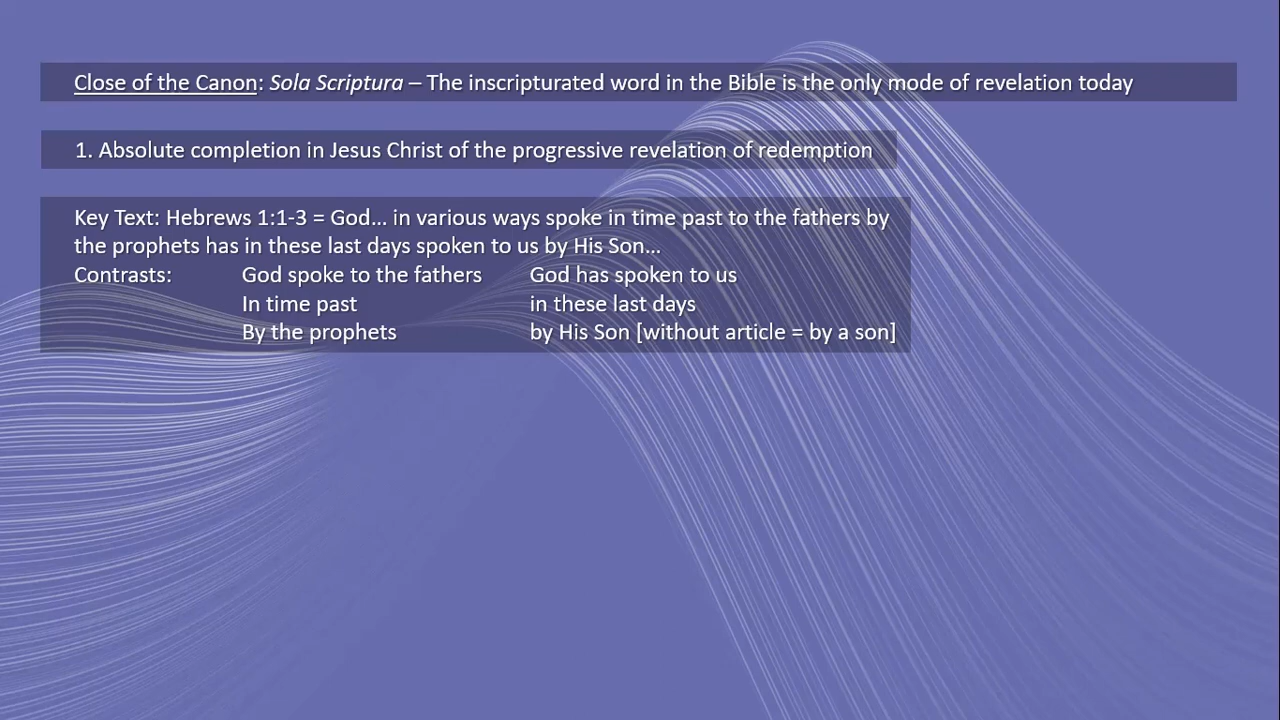 Close of the Canon: Sola Scriptura – The inscripturated word in the Bible is the only mode of revelation today
1. Absolute completion in Jesus Christ of the progressive revelation of redemption
Key Text: Hebrews 1:1-3 = God... in various ways spoke in time past to the fathers by
the prophets has in these last days spoken to us by His Son...
Contrasts: God spoke to the fathers God has spoken to us
In time past in these last days
By the prophets by His Son [without article = by a son]